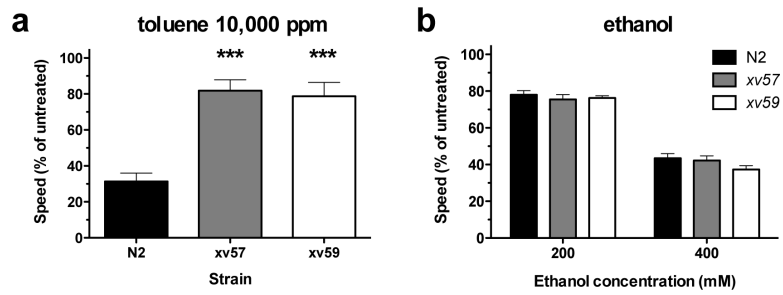 a
toluene 10,000 ppm
Speed (% of untreated)
100
80
60
40
20
0
*** ***
N2 xv57 xv59
Strain
b
ethanol
Speed (% of untreated)
100
80
60
40
20
0
N2
xv57
xv59
200 400
Ethanol concentration (mM)